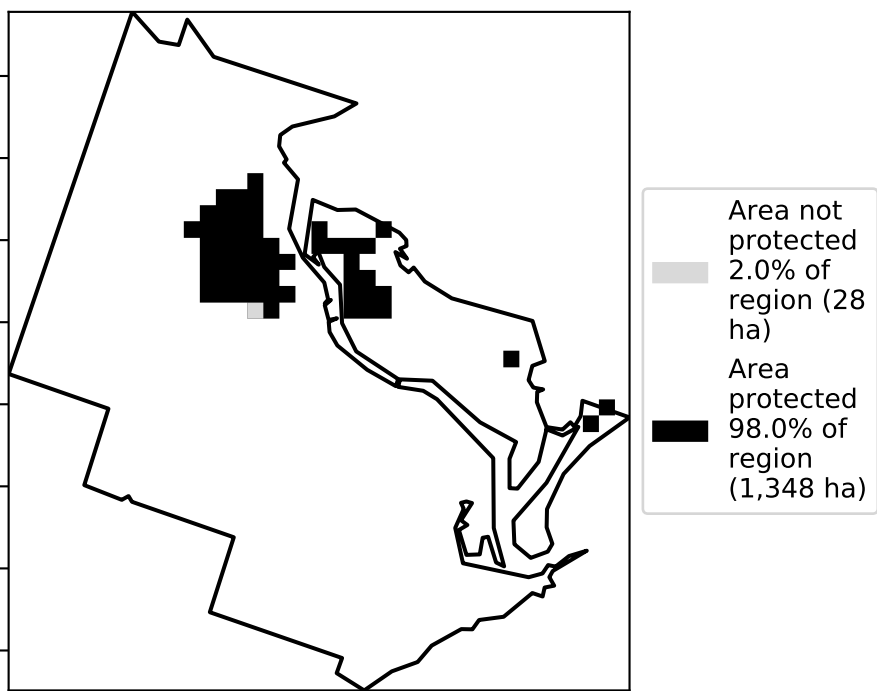 Area not
protected
2.0% of
region (28
ha)
Area
protected
98.0% of
region
(1,348 ha)